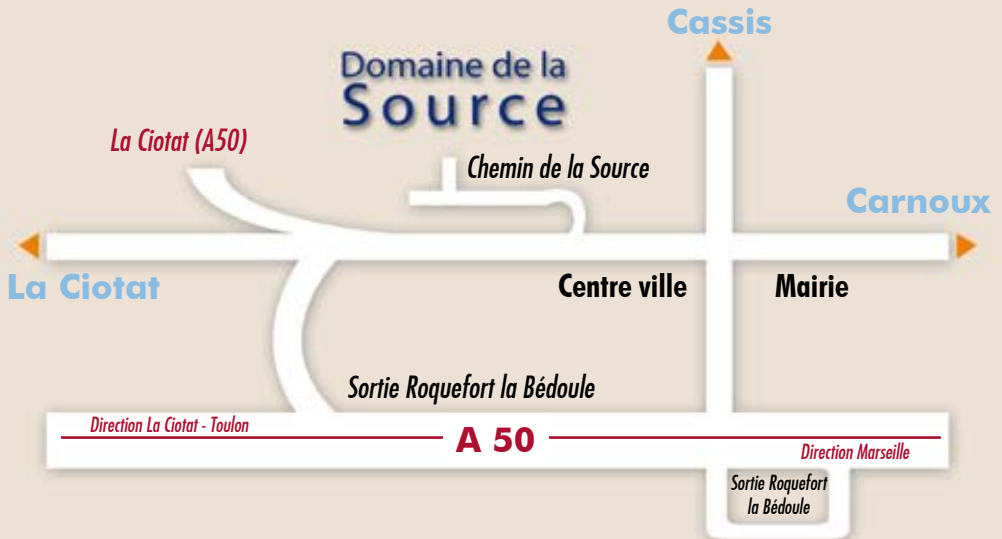 Cassis
Domaine de la
Source
La Ciotat (A50)
Chemin de la Source
Carnoux
La Ciotat
Centre ville
Mairie
Sortie Roquefort la Bédoule
Direction La Ciotat - Toulon
A 50
Direction Marseille
Sortie Roquefort
la Bédoule